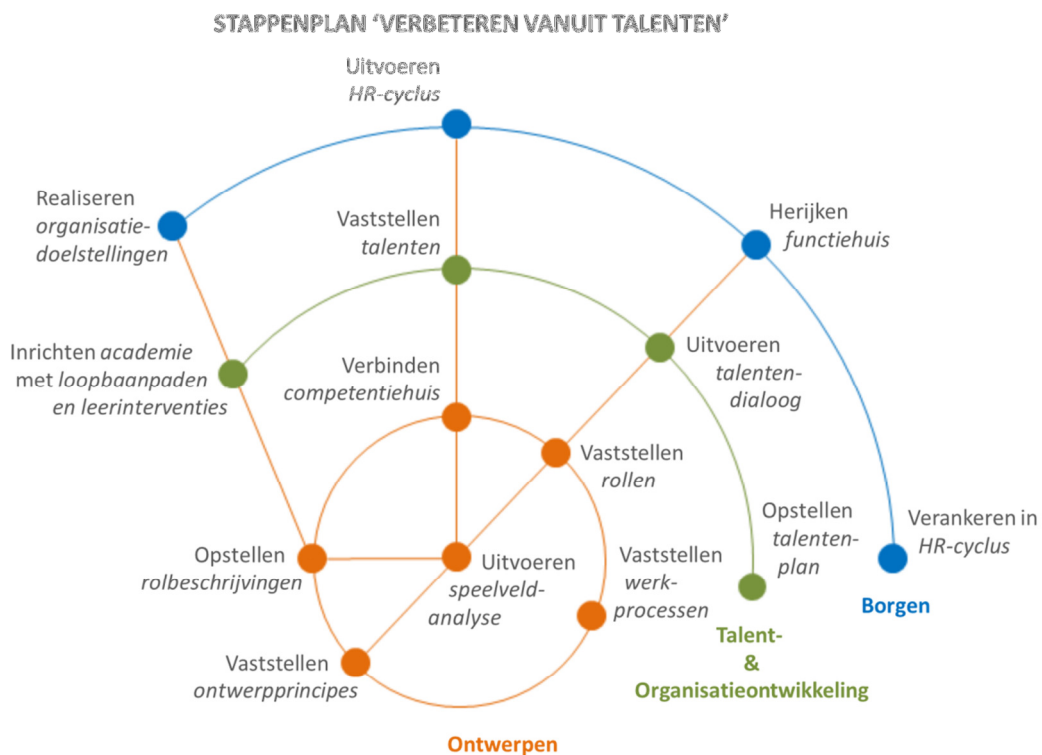 STAPPENPLAN ‘VERBETEREN VANUIT TALENTEN’
Uitvoeren
HR-cyclus
Realiseren
organisatie-
doelstellingen
Vaststellen
talenten
Herijken
functiehuis
Inrichten academie
met loopbaanpaden
en leerinterventies
Verbinden
competentiehuis
Uitvoeren
talenten-
dialoog
Vaststellen
rollen
Opstellen
talenten-
plan
Verankeren in
HR-cyclus
Opstellen
rolbeschrijvingen
Uitvoeren
speelveld-
analyse
Vaststellen
werk-
processen
Borgen
Vaststellen
ontwerpprincipes
Talent-
&
Organisatieontwikkeling
Ontwerpen